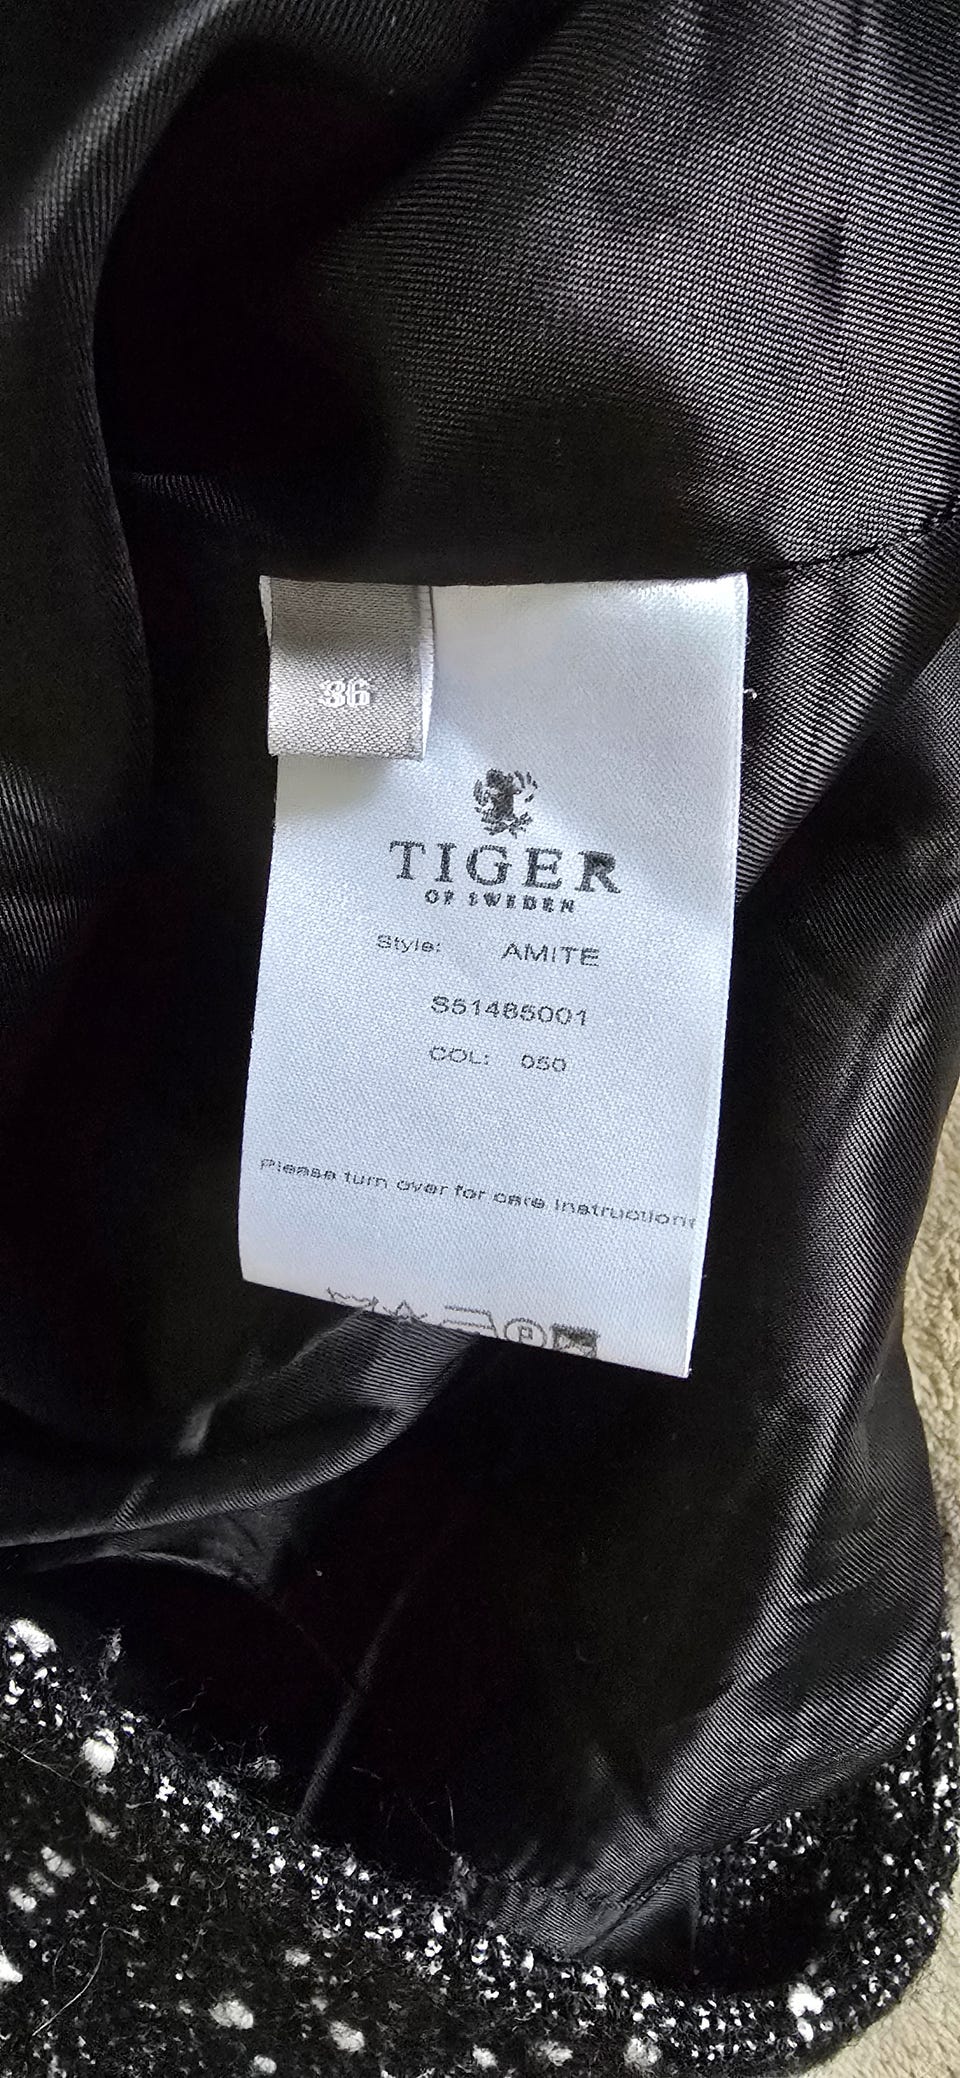 36
TIGER
OF SWEDEN
Style: AMITE
S51485001
COL: 050
Please turn over for care instructions
P